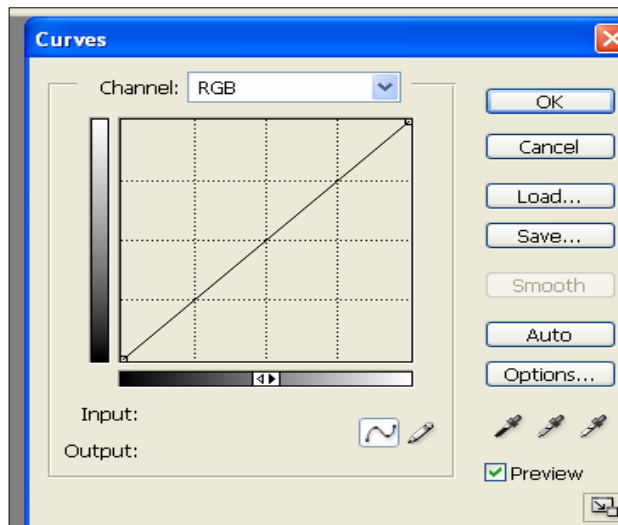 Curves
Channel: RGB
OK
Cancel
Load...
Save...
Smooth
Auto
Options...
Input:
Output:
Preview